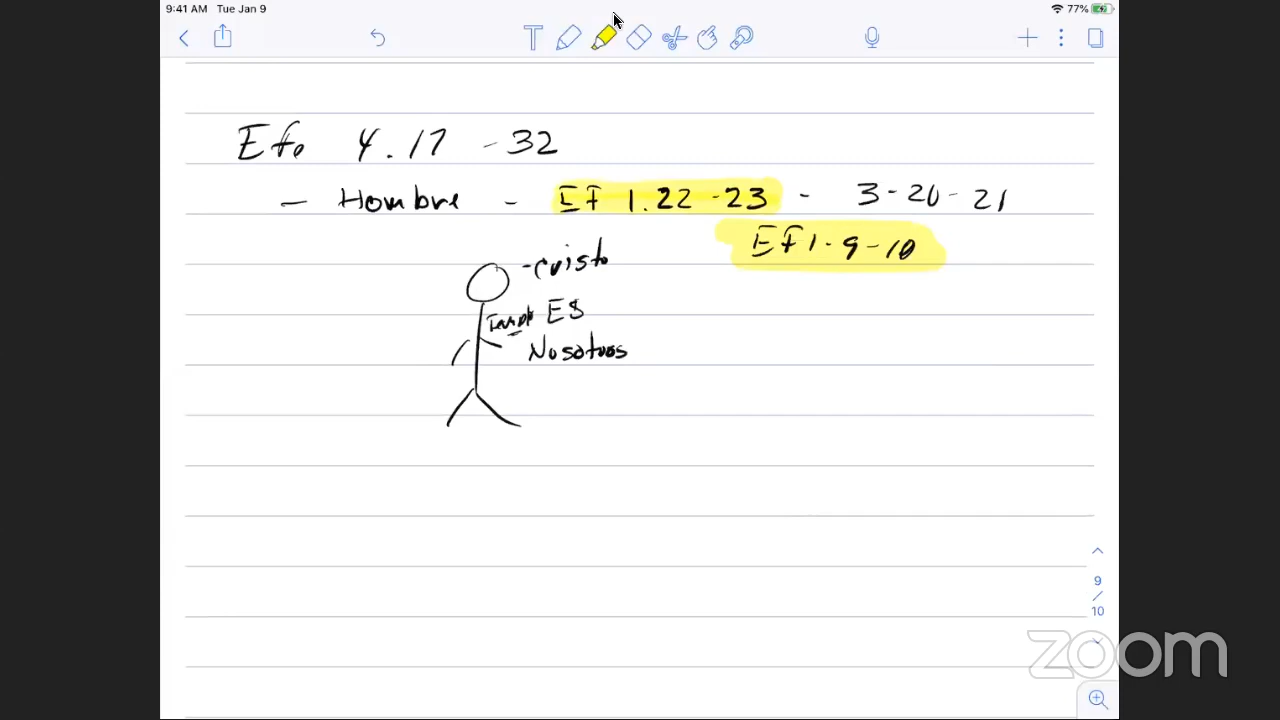 9:41 AM Tue Jan 9
77%
Efe 4.17 - 32
- Hombre - Ef 1.22 - 23 - 3 - 20 - 21
Ef 1 - 9 - 10
- cristo
ES
Nosotros
9
/
10
zoom